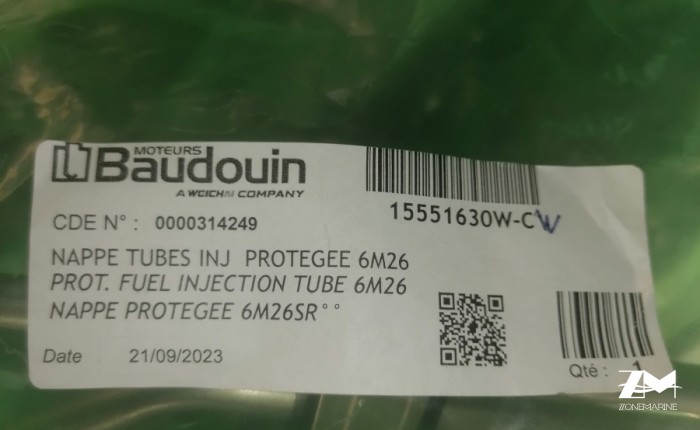 MOTEURS
Baudouin
A WEICHAI COMPANY
CDE N° : 0000314249
15551630W-CW
NAPPE TUBES INJ PROTEGEE 6M26
PROT. FUEL INJECTION TUBE 6M26
NAPPE PROTEGEE 6M26SR°°
Date 21/09/2023
Qté : 1
ZM
ZONEMARINE